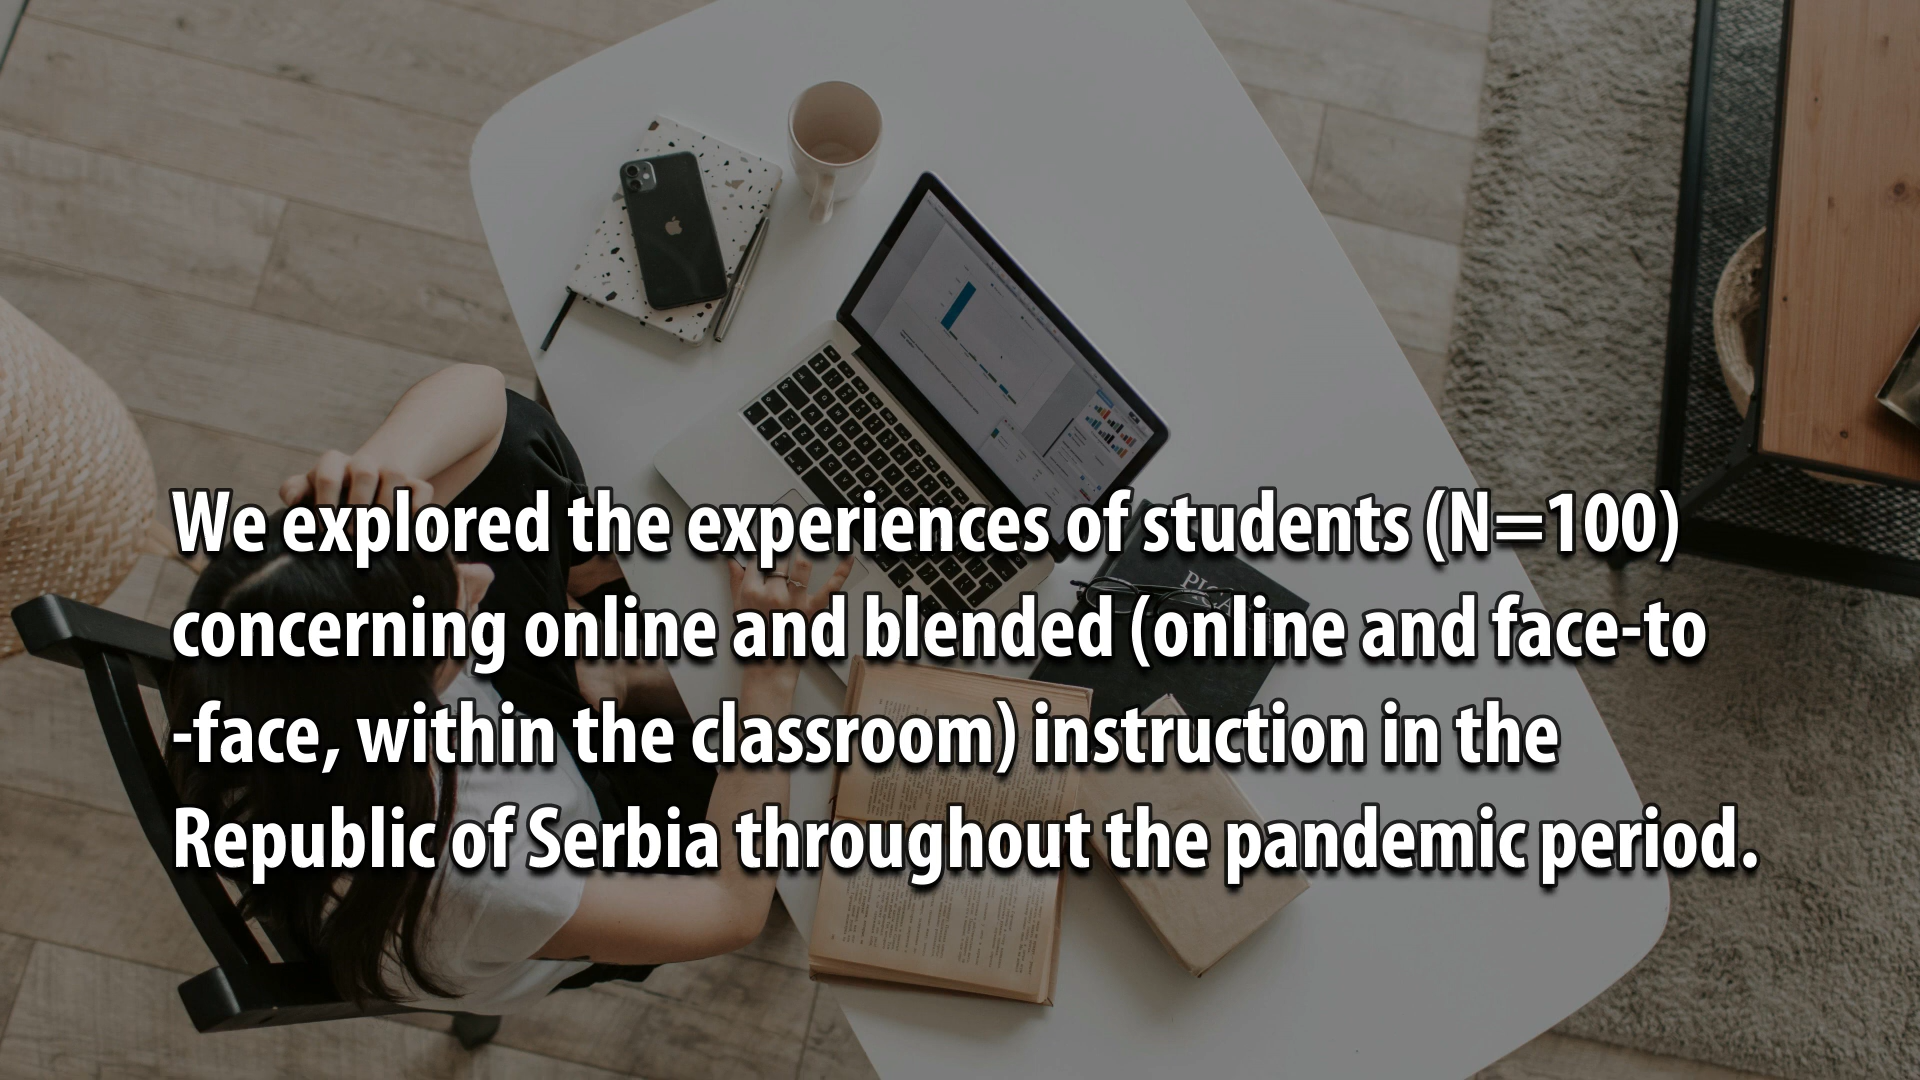 We explored the experiences of students (N=100)
concerning online and blended (online and face-to
-face, within the classroom) instruction in the
Republic of Serbia throughout the pandemic period.